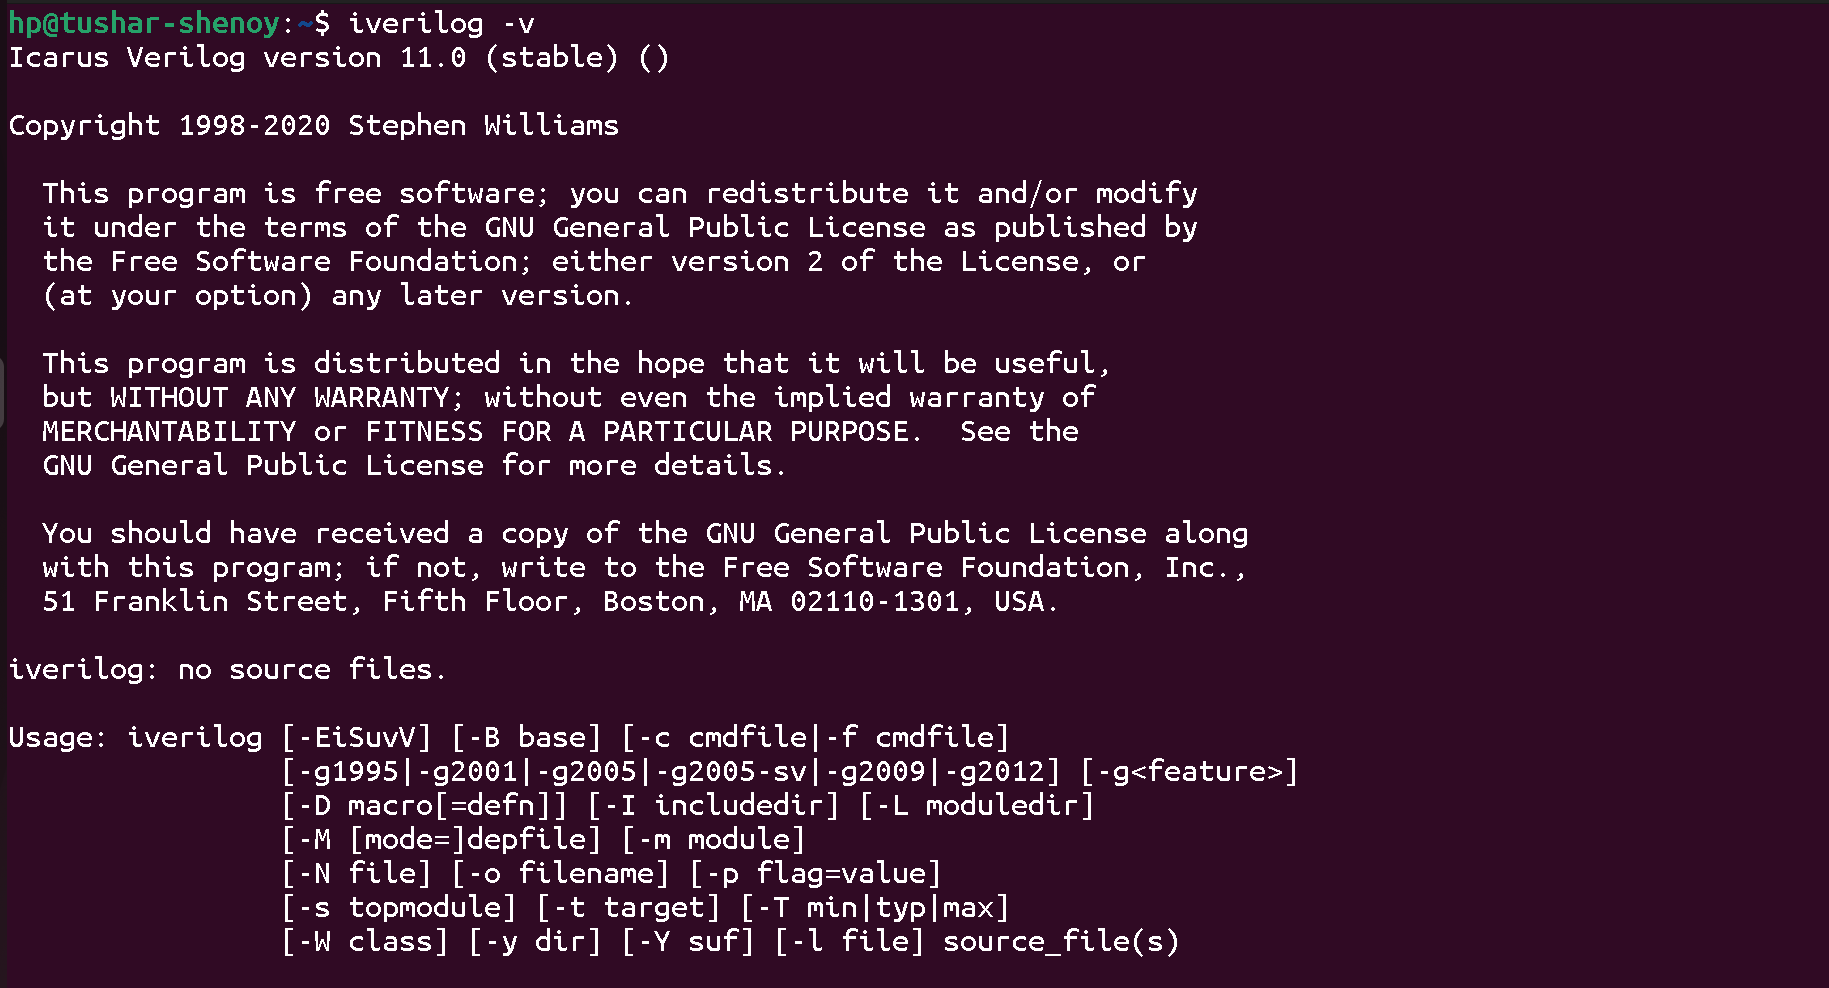 hp@tushar-shenoy:~$ iverilog -v
Icarus Verilog version 11.0 (stable) ()
Copyright 1998-2020 Stephen Williams
This program is free software; you can redistribute it and/or modify
it under the terms of the GNU General Public License as published by
the Free Software Foundation; either version 2 of the License, or
(at your option) any later version.
This program is distributed in the hope that it will be useful,
but WITHOUT ANY WARRANTY; without even the implied warranty of
MERCHANTABILITY or FITNESS FOR A PARTICULAR PURPOSE.  See the
GNU General Public License for more details.
You should have received a copy of the GNU General Public License along
with this program; if not, write to the Free Software Foundation, Inc.,
51 Franklin Street, Fifth Floor, Boston, MA 02110-1301, USA.
iverilog: no source files.
Usage: iverilog [-EiSuvV] [-B base] [-c cmdfile|-f cmdfile]
[-g1995|-g2001|-g2005|-g2005-sv|-g2009|-g2012] [-g<feature>]
[-D macro[=defn]] [-I includedir] [-L moduledir]
[-M [mode=]depfile] [-m module]
[-N file] [-o filename] [-p flag=value]
[-s topmodule] [-t target] [-T min|typ|max]
[-W class] [-y dir] [-Y suf] [-l file] source_file(s)